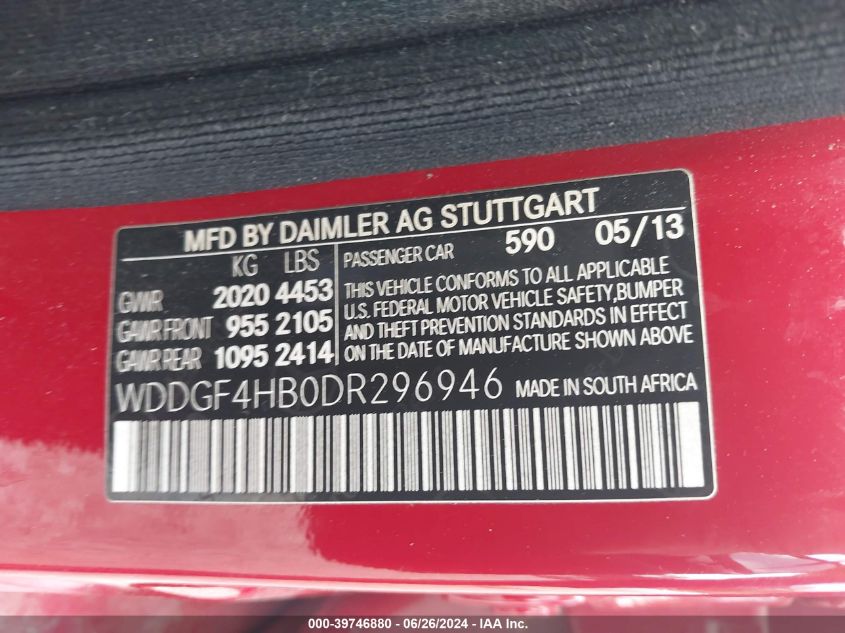 MFD BY DAIMLER AG STUTTGART
KG LBS
GVWR 2020 4453
GAWR FRONT 955 2105
GAWR REAR 1095 2414
PASSENGER CAR 590 05/13
THIS VEHICLE CONFORMS TO ALL APPLICABLE
U.S. FEDERAL MOTOR VEHICLE SAFETY,BUMPER
AND THEFT PREVENTION STANDARDS IN EFFECT
ON THE DATE OF MANUFACTURE SHOWN ABOVE
WDDGF4HB0DR296946 MADE IN SOUTH AFRICA
000-39746880 / 06/26/2024 / IAA, Inc.